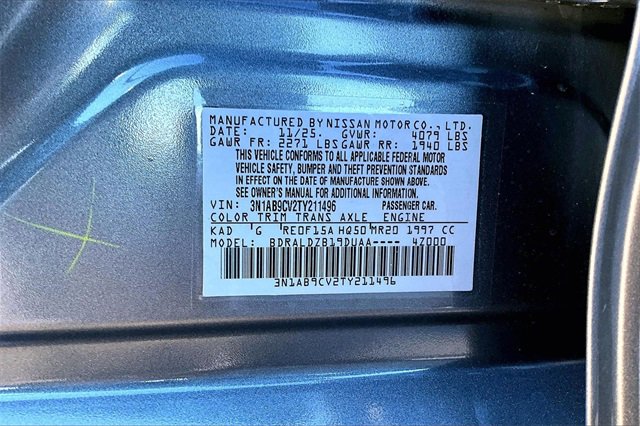 MANUFACTURED BY NISSAN MOTOR CO., LTD.
DATE: 11/25. GVWR: 4079 LBS
GAWR FR: 2271 LBS GAWR RR: 1940 LBS
THIS VEHICLE CONFORMS TO ALL APPLICABLE FEDERAL MOTOR
VEHICLE SAFETY, BUMPER AND THEFT PREVENTION STANDARDS
IN EFFECT ON THE DATE OF MANUFACTURE SHOWN ABOVE.
SEE OWNER'S MANUAL FOR ADDITIONAL INFORMATION
VIN: 3N1AB9CV2TY211496 PASSENGER CAR.
COLOR TRIM TRANS AXLE ENGINE
KAD G RE0F15A HQ50 MR20 1997 CC
MODEL: BDRALDZB19DUAA---- 4Z000
3N1AB9CV2TY211496